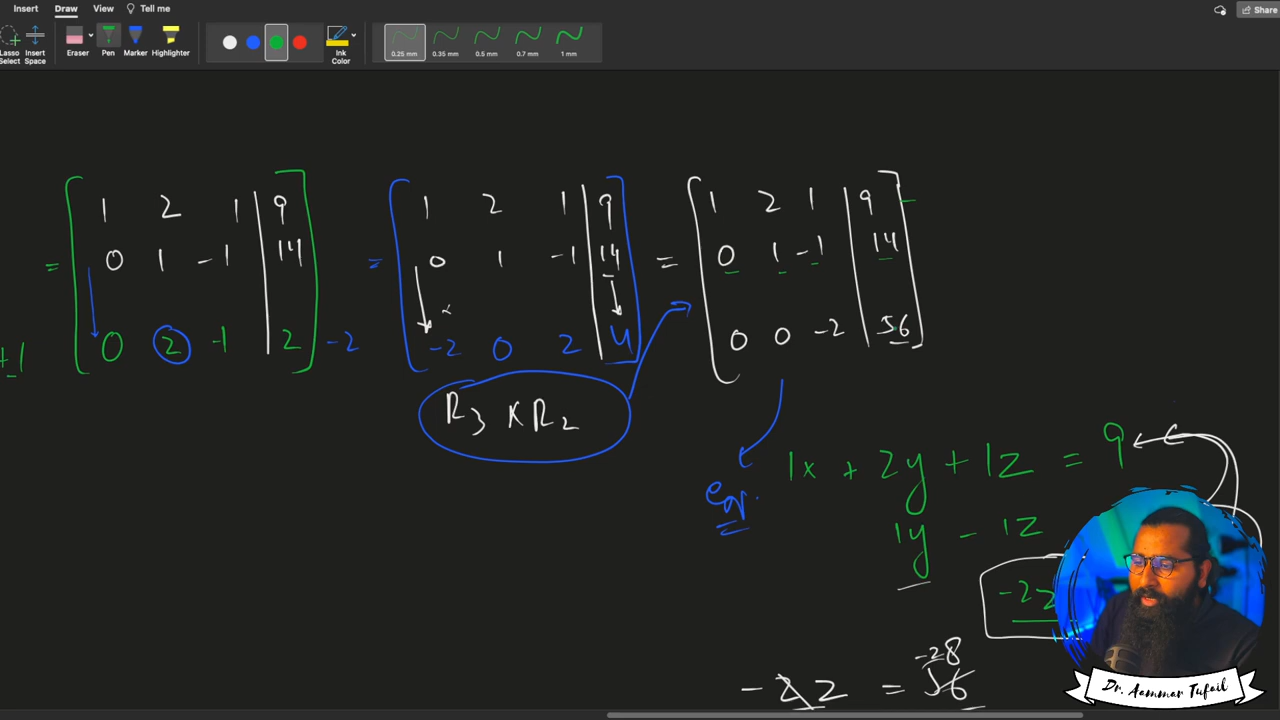 Insert Draw View Tell me Share
Lasso Select Insert Space Eraser Pen Marker Highlighter Ink Color 0.25 mm 0.35 mm 0.5 mm 0.7 mm 1 mm
1 2 1 | 9 1 2 1 | 9 1 2 1 | 9
= 0 1 -1 | 14 = 0 1 -1 | 14 = 0 1 -1 | 14
+1 0 2 -1 | 2 -2 -2 0 2 | 4 0 0 -2 | 56
R3 × R2
1x + 2y + 1z = 9
eq.
1y - 1z
-2z
-28
-2z = 56
Dr. Aammar Tufail